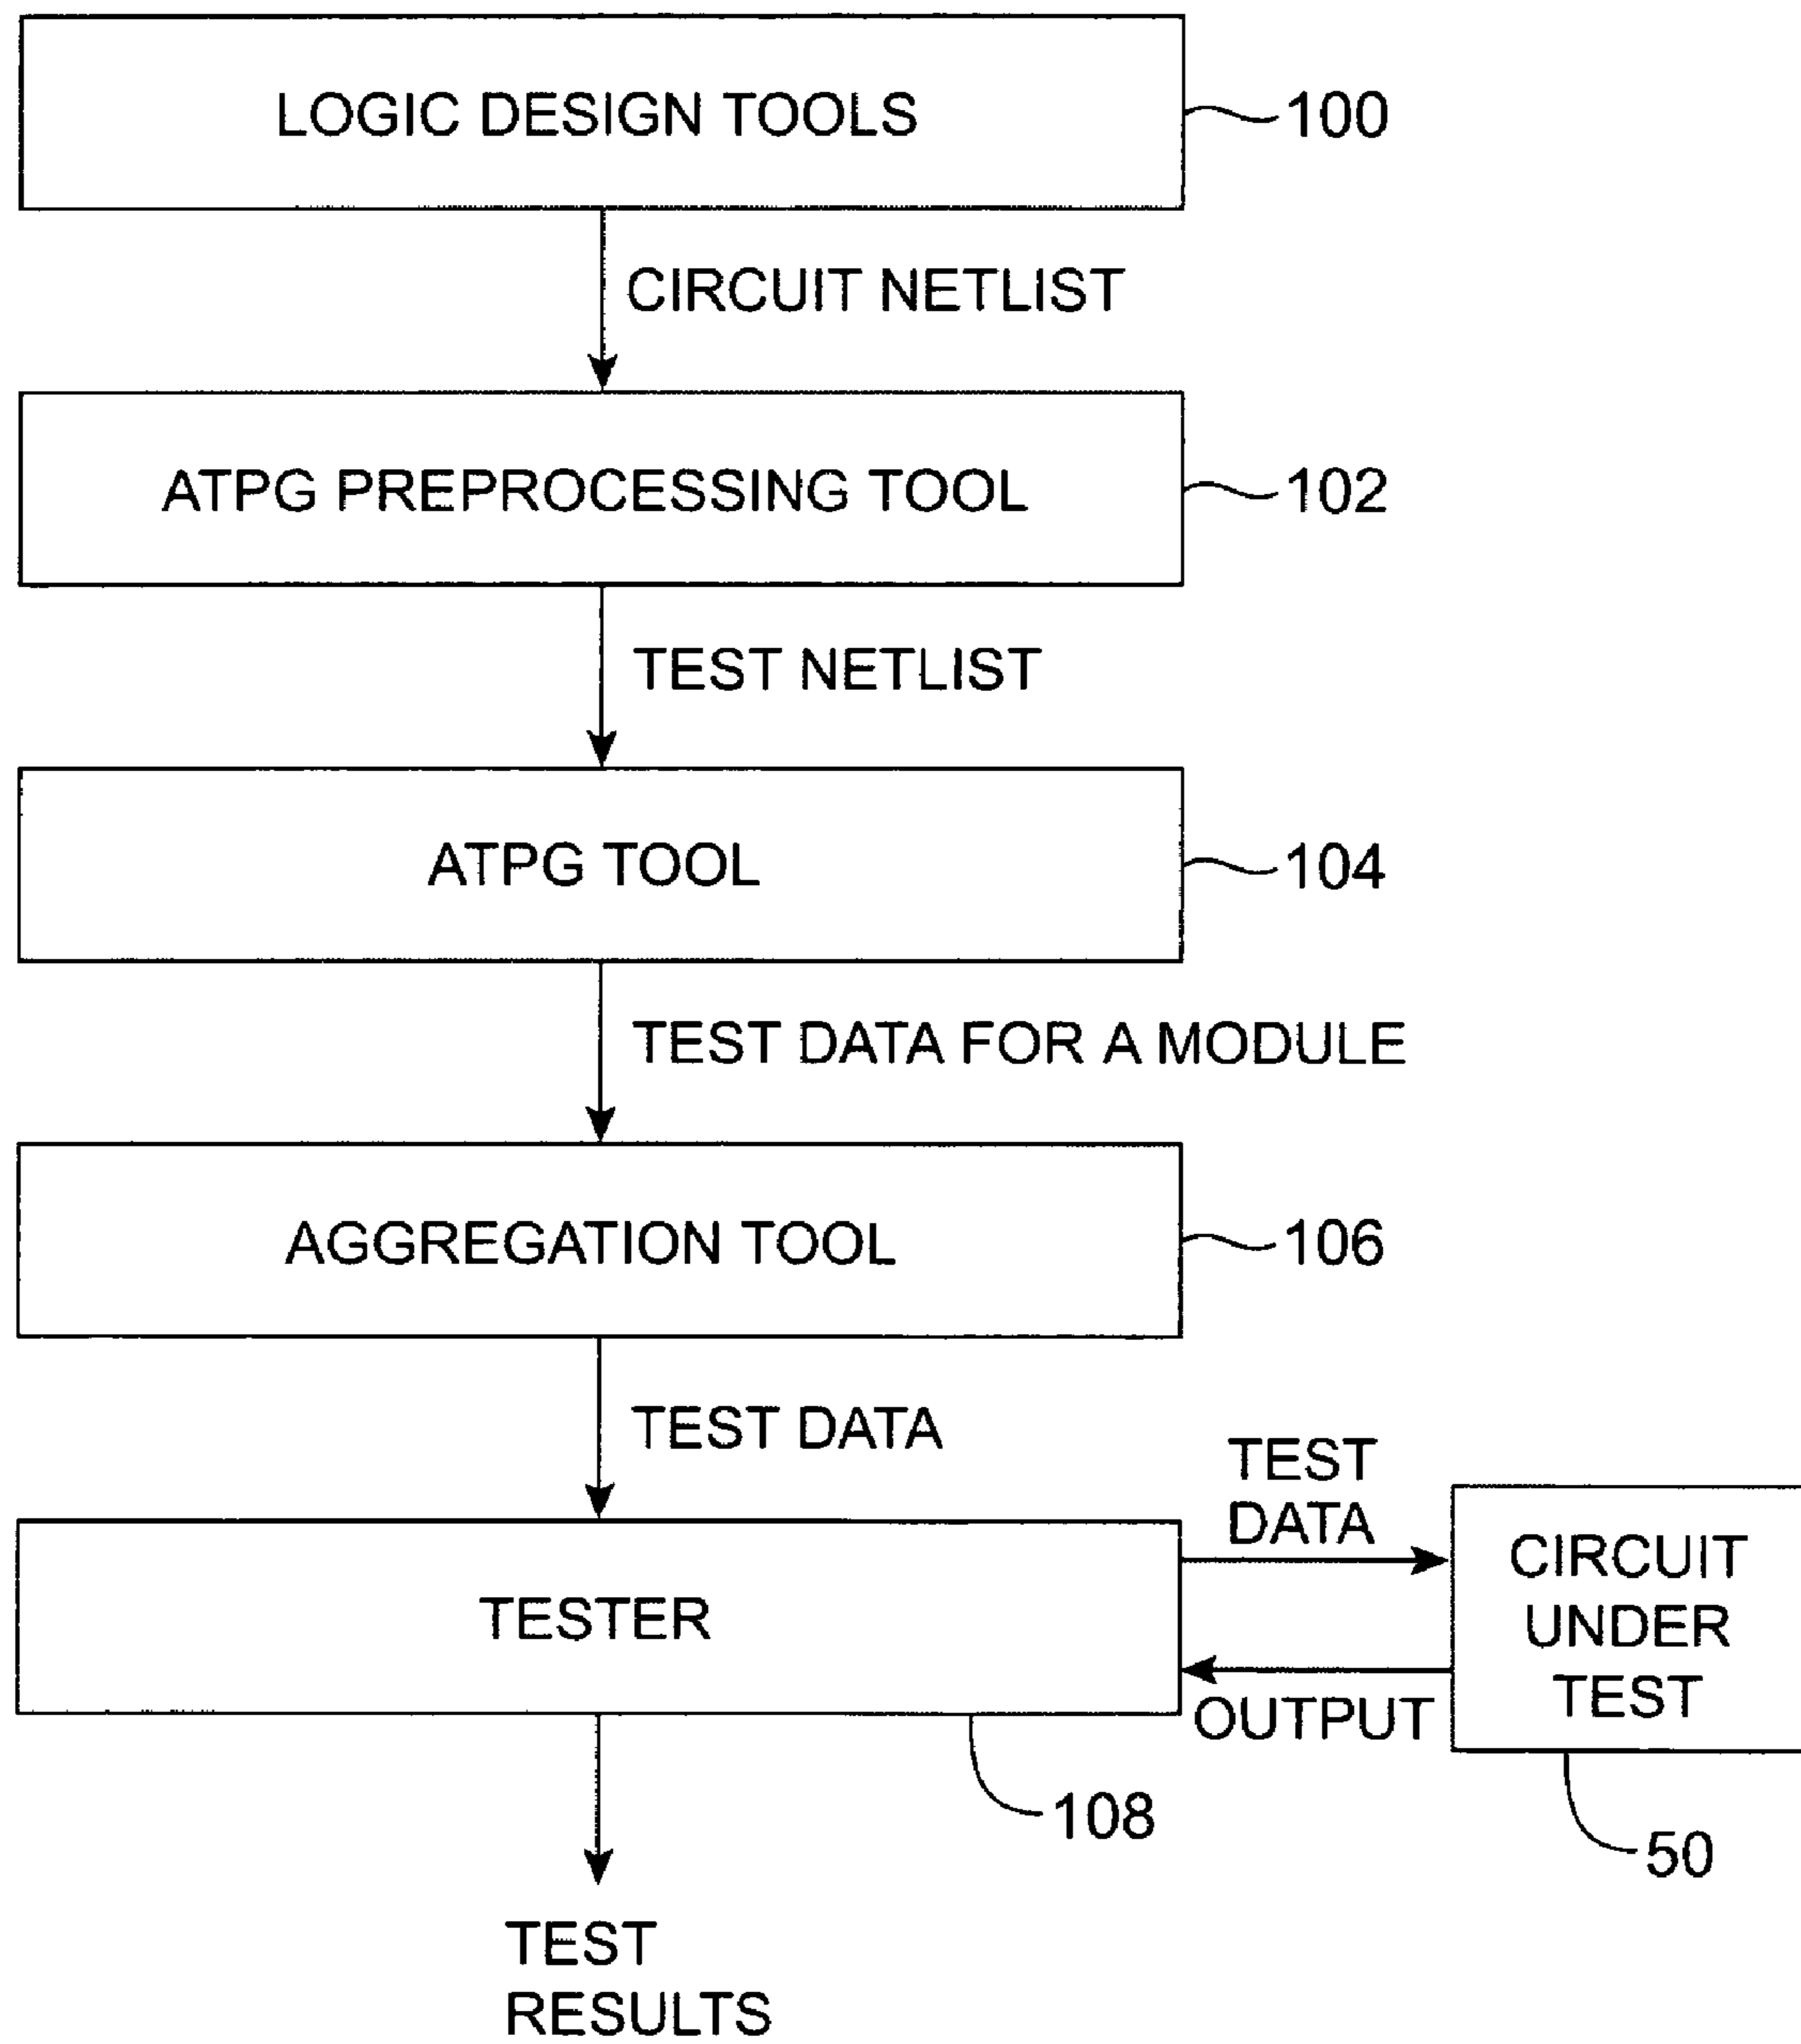 LOGIC DESIGN TOOLS
100
CIRCUIT NETLIST
ATPG PREPROCESSING TOOL
102
TEST NETLIST
ATPG TOOL
104
TEST DATA FOR A MODULE
AGGREGATION TOOL
106
TEST DATA
TEST
DATA
CIRCUIT
UNDER
TEST
TESTER
OUTPUT
108
50
TEST
RESULTS